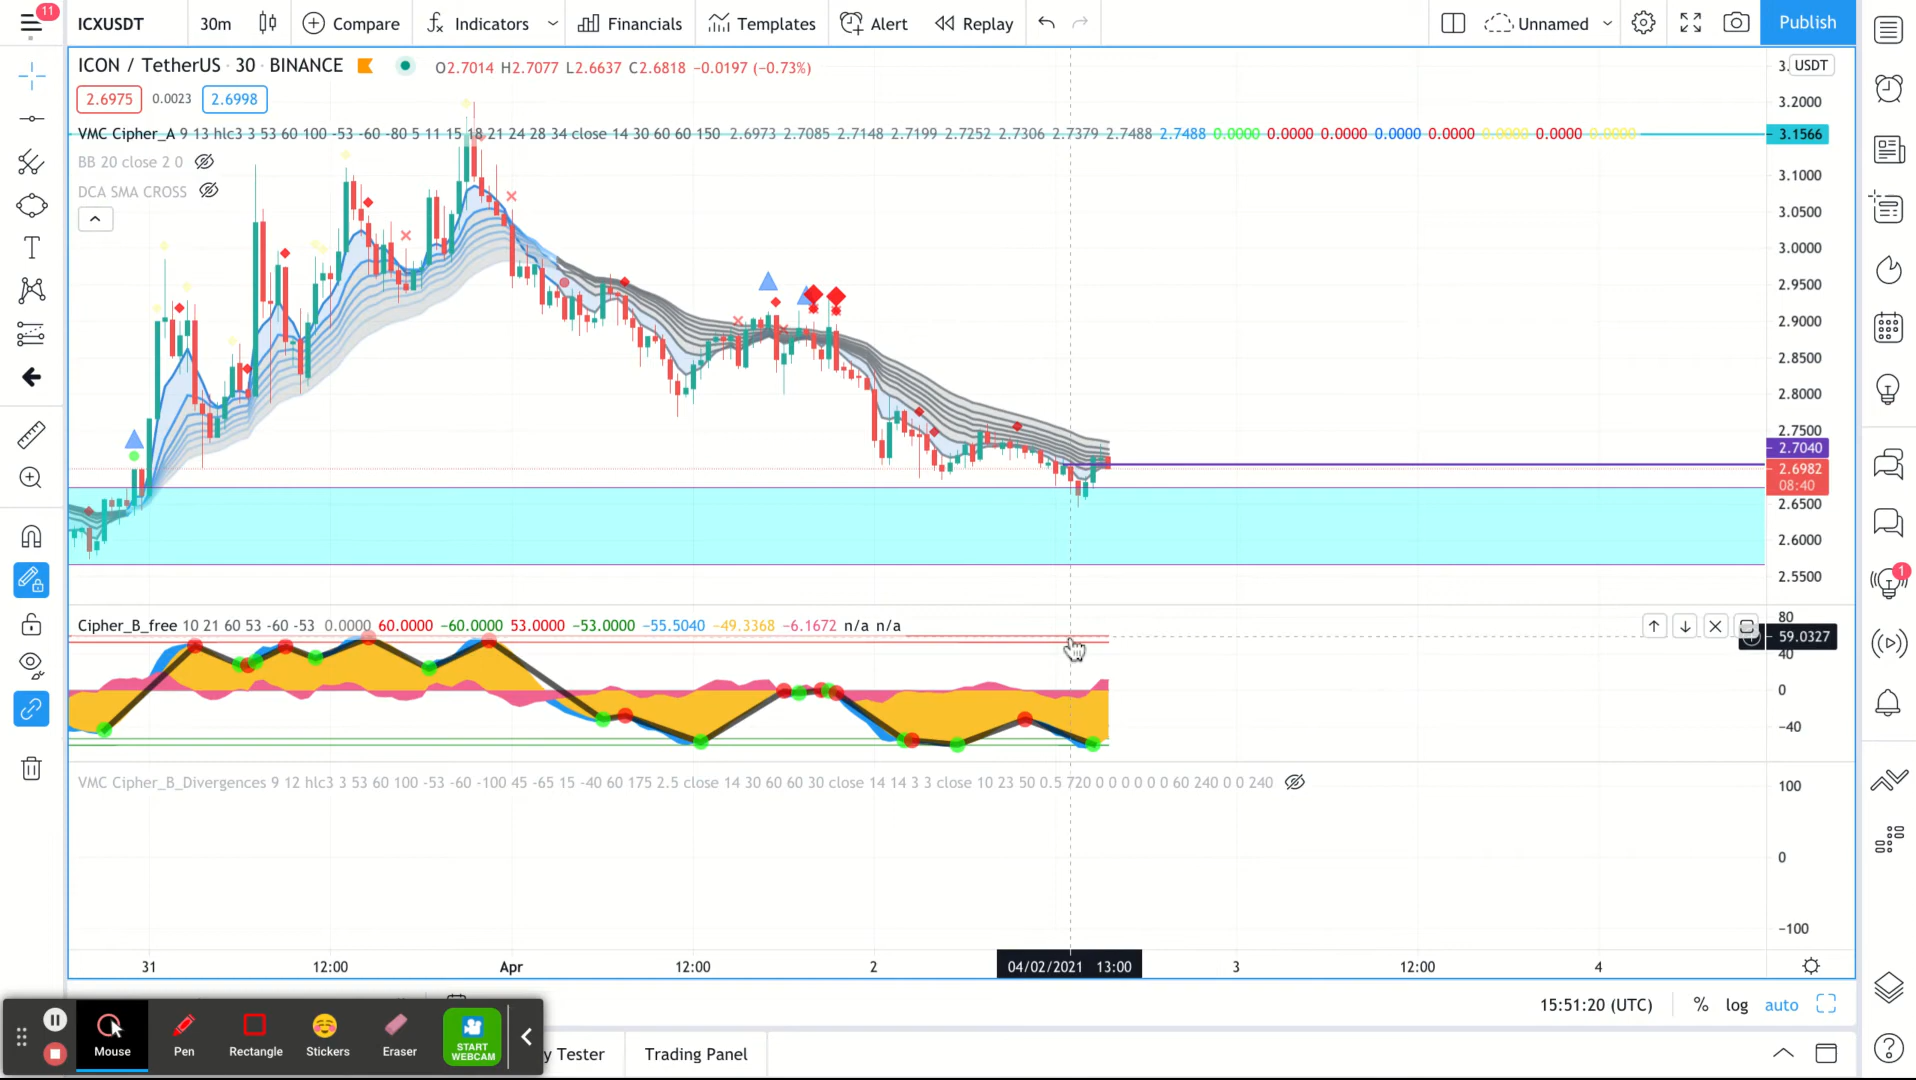 11
ICXUSDT 30m Compare Indicators Financials Templates Alert Replay Unnamed Publish
ICON / TetherUS · 30 · BINANCE O2.7014 H2.7077 L2.6637 C2.6818 −0.0197 (−0.73%)
2.6975 0.0023 2.6998
VMC Cipher_A 9 13 hlc3 3 53 60 100 -53 -60 -80 5 11 15 18 21 24 28 34 close 14 30 60 60 150 2.6973 2.7085 2.7148 2.7199 2.7252 2.7306 2.7379 2.7488 2.7488 0.0000 0.0000 0.0000 0.0000 0.0000 0.0000 0.0000 0.0000
BB 20 close 2 0
DCA SMA CROSS
3. USDT
3.2000
3.1566
3.1000
3.0500
3.0000
2.9500
2.9000
2.8500
2.8000
2.7500
2.7040
2.6982
08:40
2.6500
2.6000
2.5500
1
Cipher_B_free 10 21 60 53 -60 -53 0.0000 60.0000 −60.0000 53.0000 −53.0000 −55.5040 −49.3368 −6.1672 n/a n/a
80
59.0327
40
0
−40
VMC Cipher_B_Divergences 9 12 hlc3 3 53 60 100 -53 -60 -100 45 -65 15 -40 60 175 2.5 close 14 30 60 60 30 close 14 14 3 3 close 10 23 50 0.5 720 0 0 0 0 0 0 60 240 0 0 240
100
0
−100
31 12:00 Apr 12:00 2 04/02/2021 13:00 3 12:00 4
15:51:20 (UTC) % log auto
Mouse Pen Rectangle Stickers Eraser START WEBCAM
y Tester Trading Panel